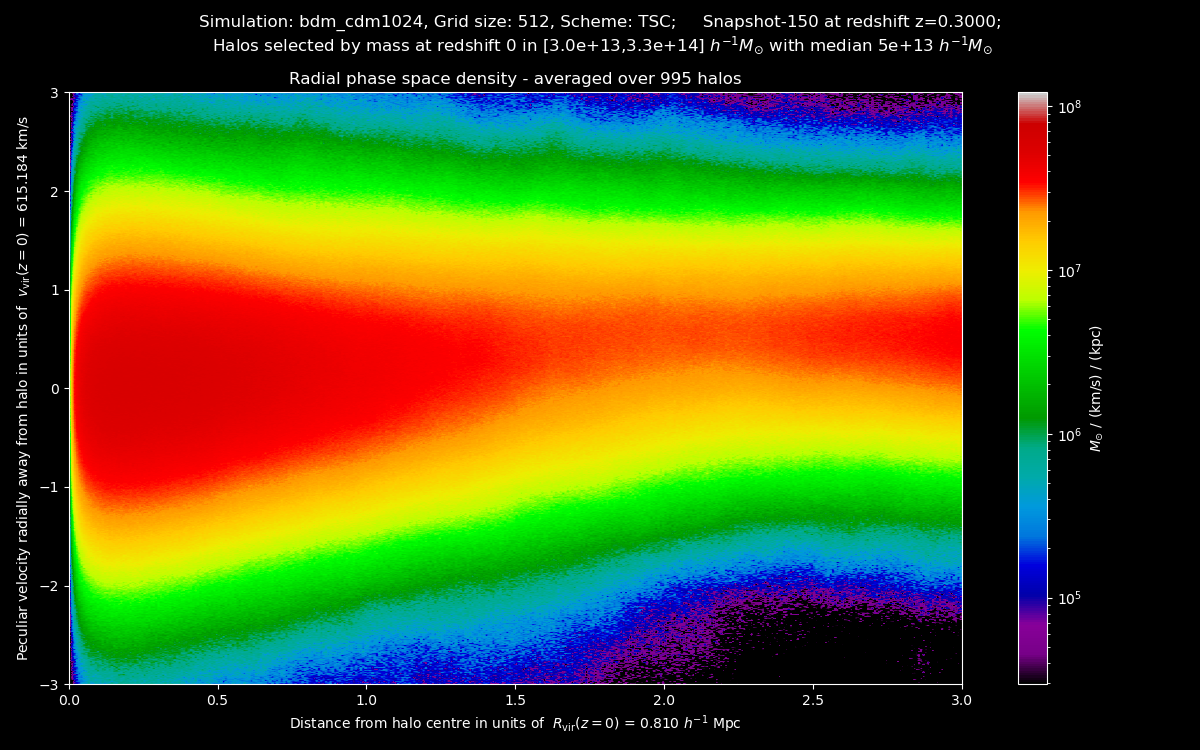 Simulation: bdm_cdm1024, Grid size: 512, Scheme: TSC;     Snapshot-150 at redshift z=0.3000;
Halos selected by mass at redshift 0 in [3.0e+13,3.3e+14] h⁻¹M☉ with median 5e+13 h⁻¹M☉
Radial phase space density - averaged over 995 halos
Peculiar velocity radially away from halo in units of  v_vir(z = 0) = 615.184 km/s
3
2
1
0
−1
−2
−3
0.0 0.5 1.0 1.5 2.0 2.5 3.0
Distance from halo centre in units of  R_vir(z = 0) = 0.810 h⁻¹ Mpc
10⁸
10⁷
10⁶
10⁵
M☉ / (km/s) / (kpc)